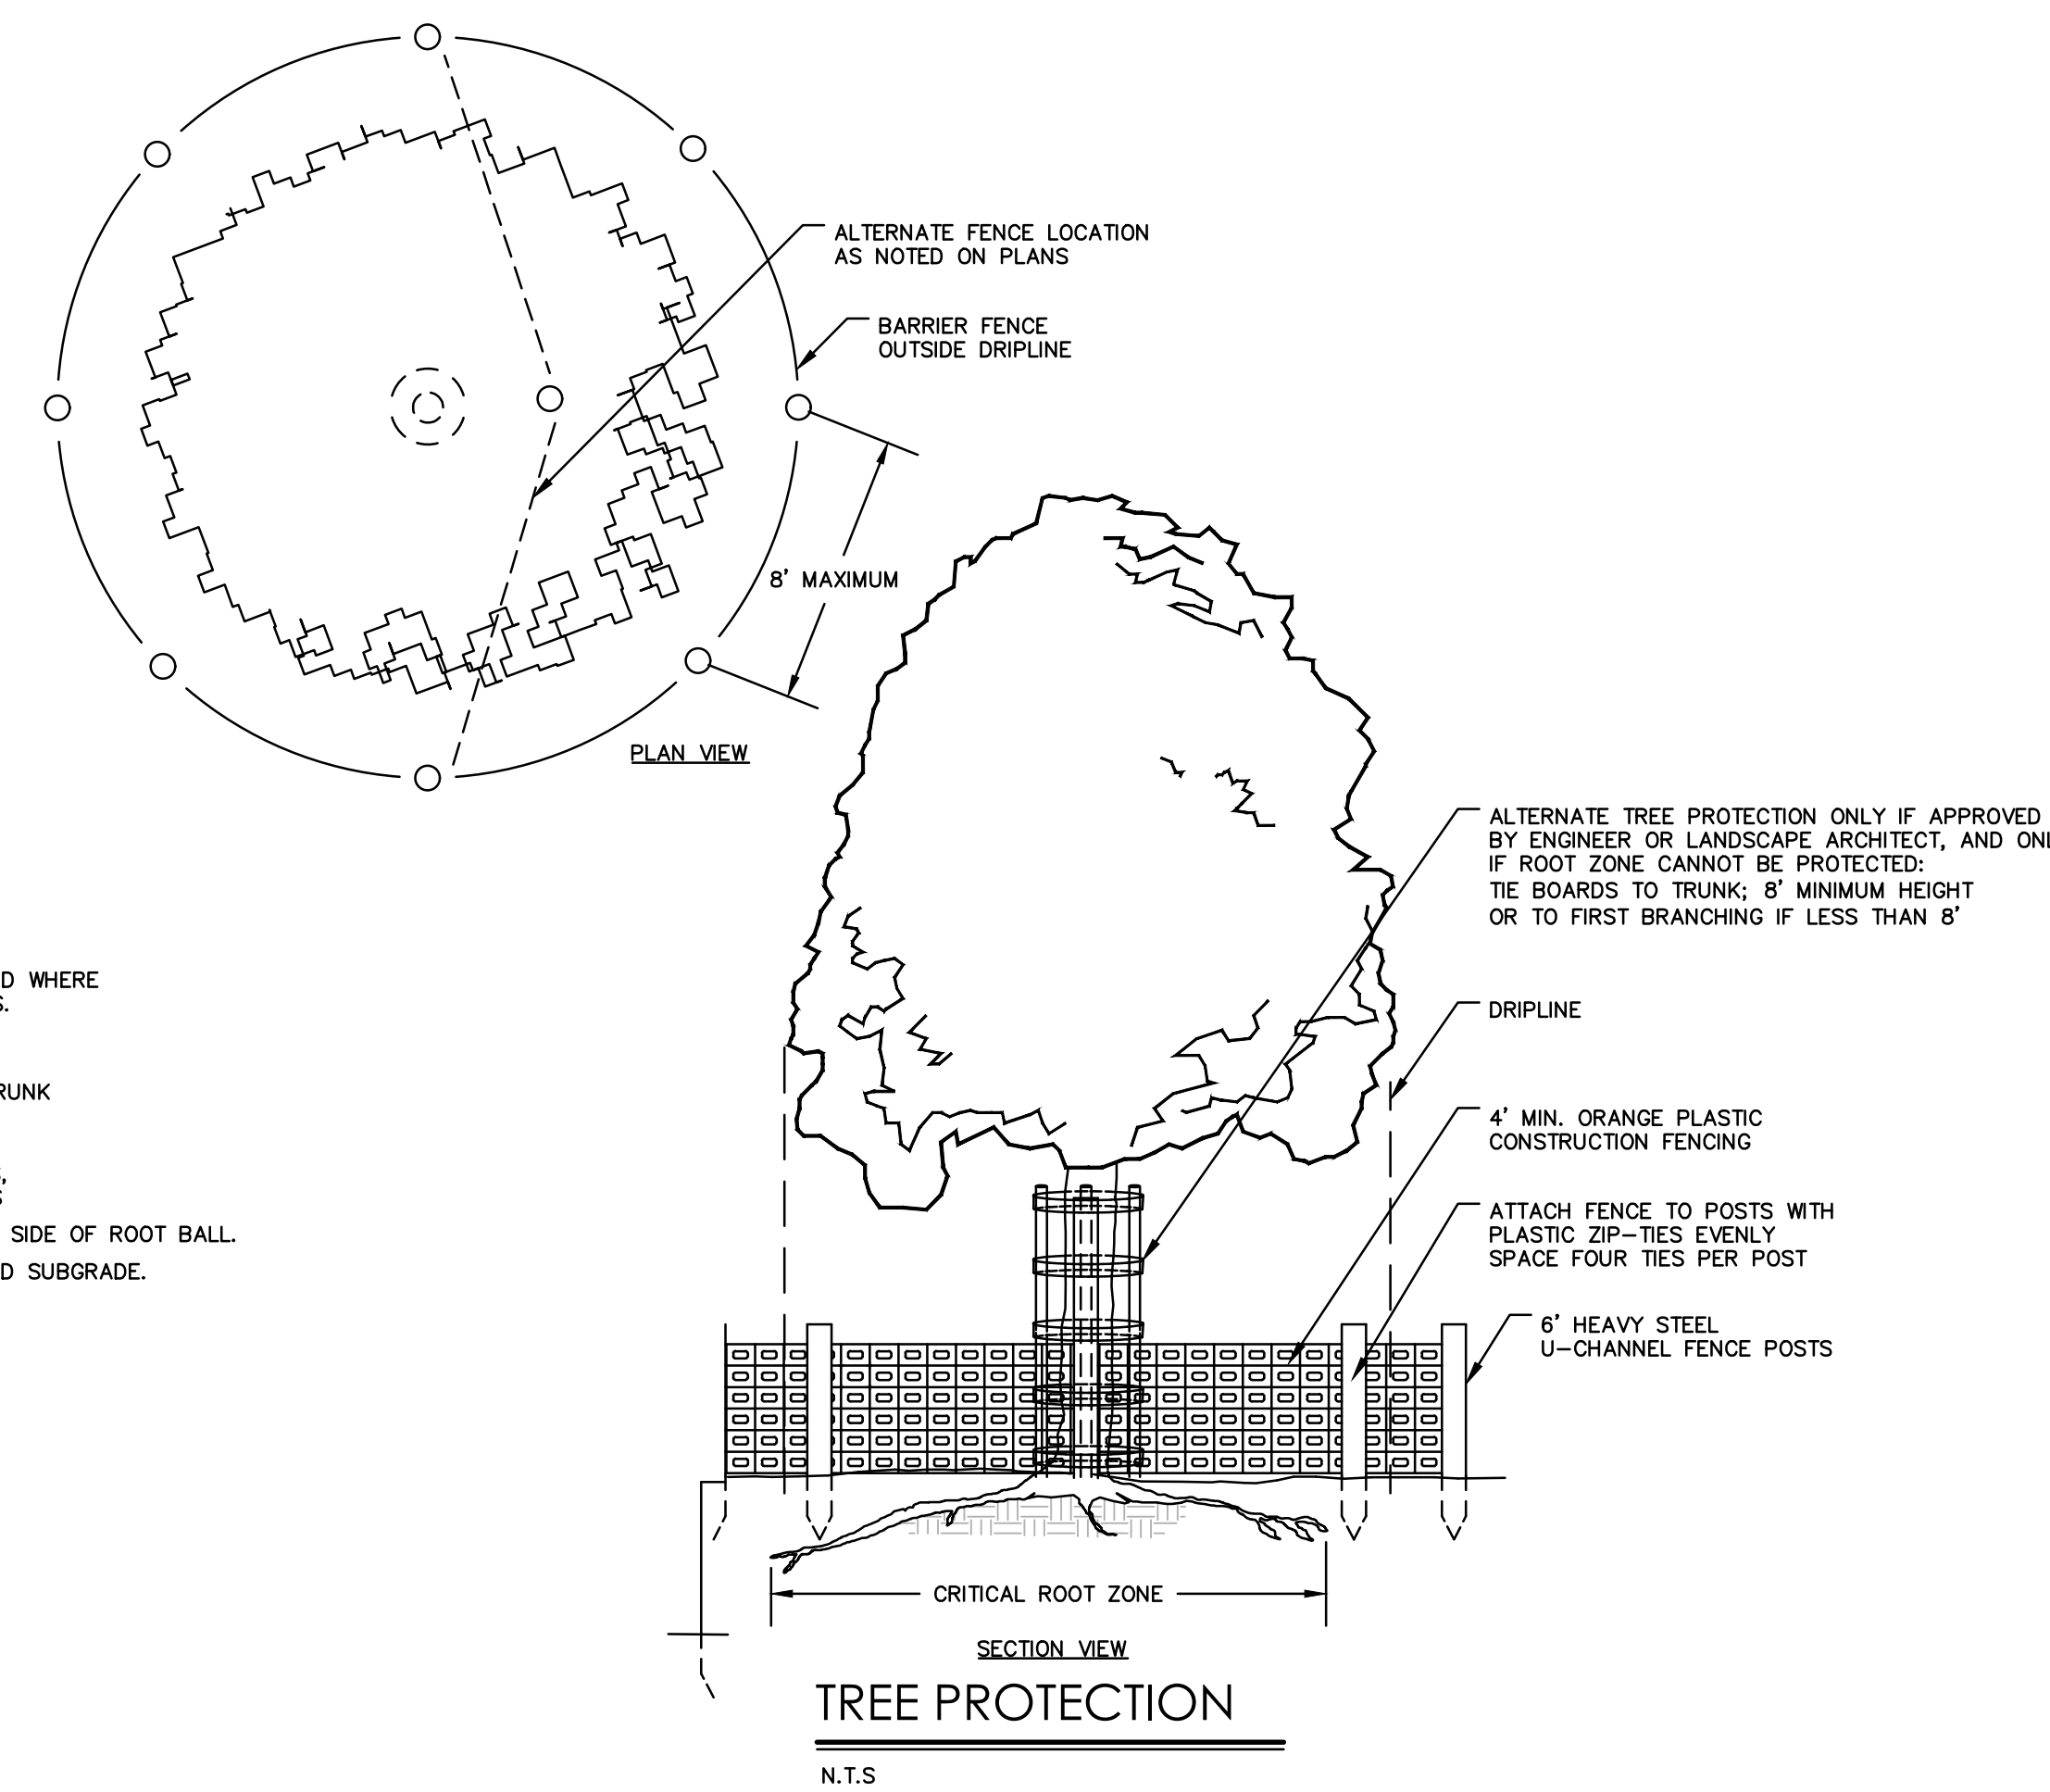 ALTERNATE FENCE LOCATION
AS NOTED ON PLANS
BARRIER FENCE
OUTSIDE DRIPLINE
8' MAXIMUM
PLAN VIEW
ALTERNATE TREE PROTECTION ONLY IF APPROVED
BY ENGINEER OR LANDSCAPE ARCHITECT, AND
IF ROOT ZONE CANNOT BE PROTECTED:
TIE BOARDS TO TRUNK; 8' MINIMUM HEIGHT
OR TO FIRST BRANCHING IF LESS THAN 8'
D WHERE
S.
DRIPLINE
RUNK
4' MIN. ORANGE PLASTIC
CONSTRUCTION FENCING
ATTACH FENCE TO POSTS WITH
PLASTIC ZIP-TIES EVENLY
SPACE FOUR TIES PER POST
SIDE OF ROOT BALL.
D SUBGRADE.
6' HEAVY STEEL
U-CHANNEL FENCE POSTS
CRITICAL ROOT ZONE
SECTION VIEW
TREE PROTECTION
N.T.S